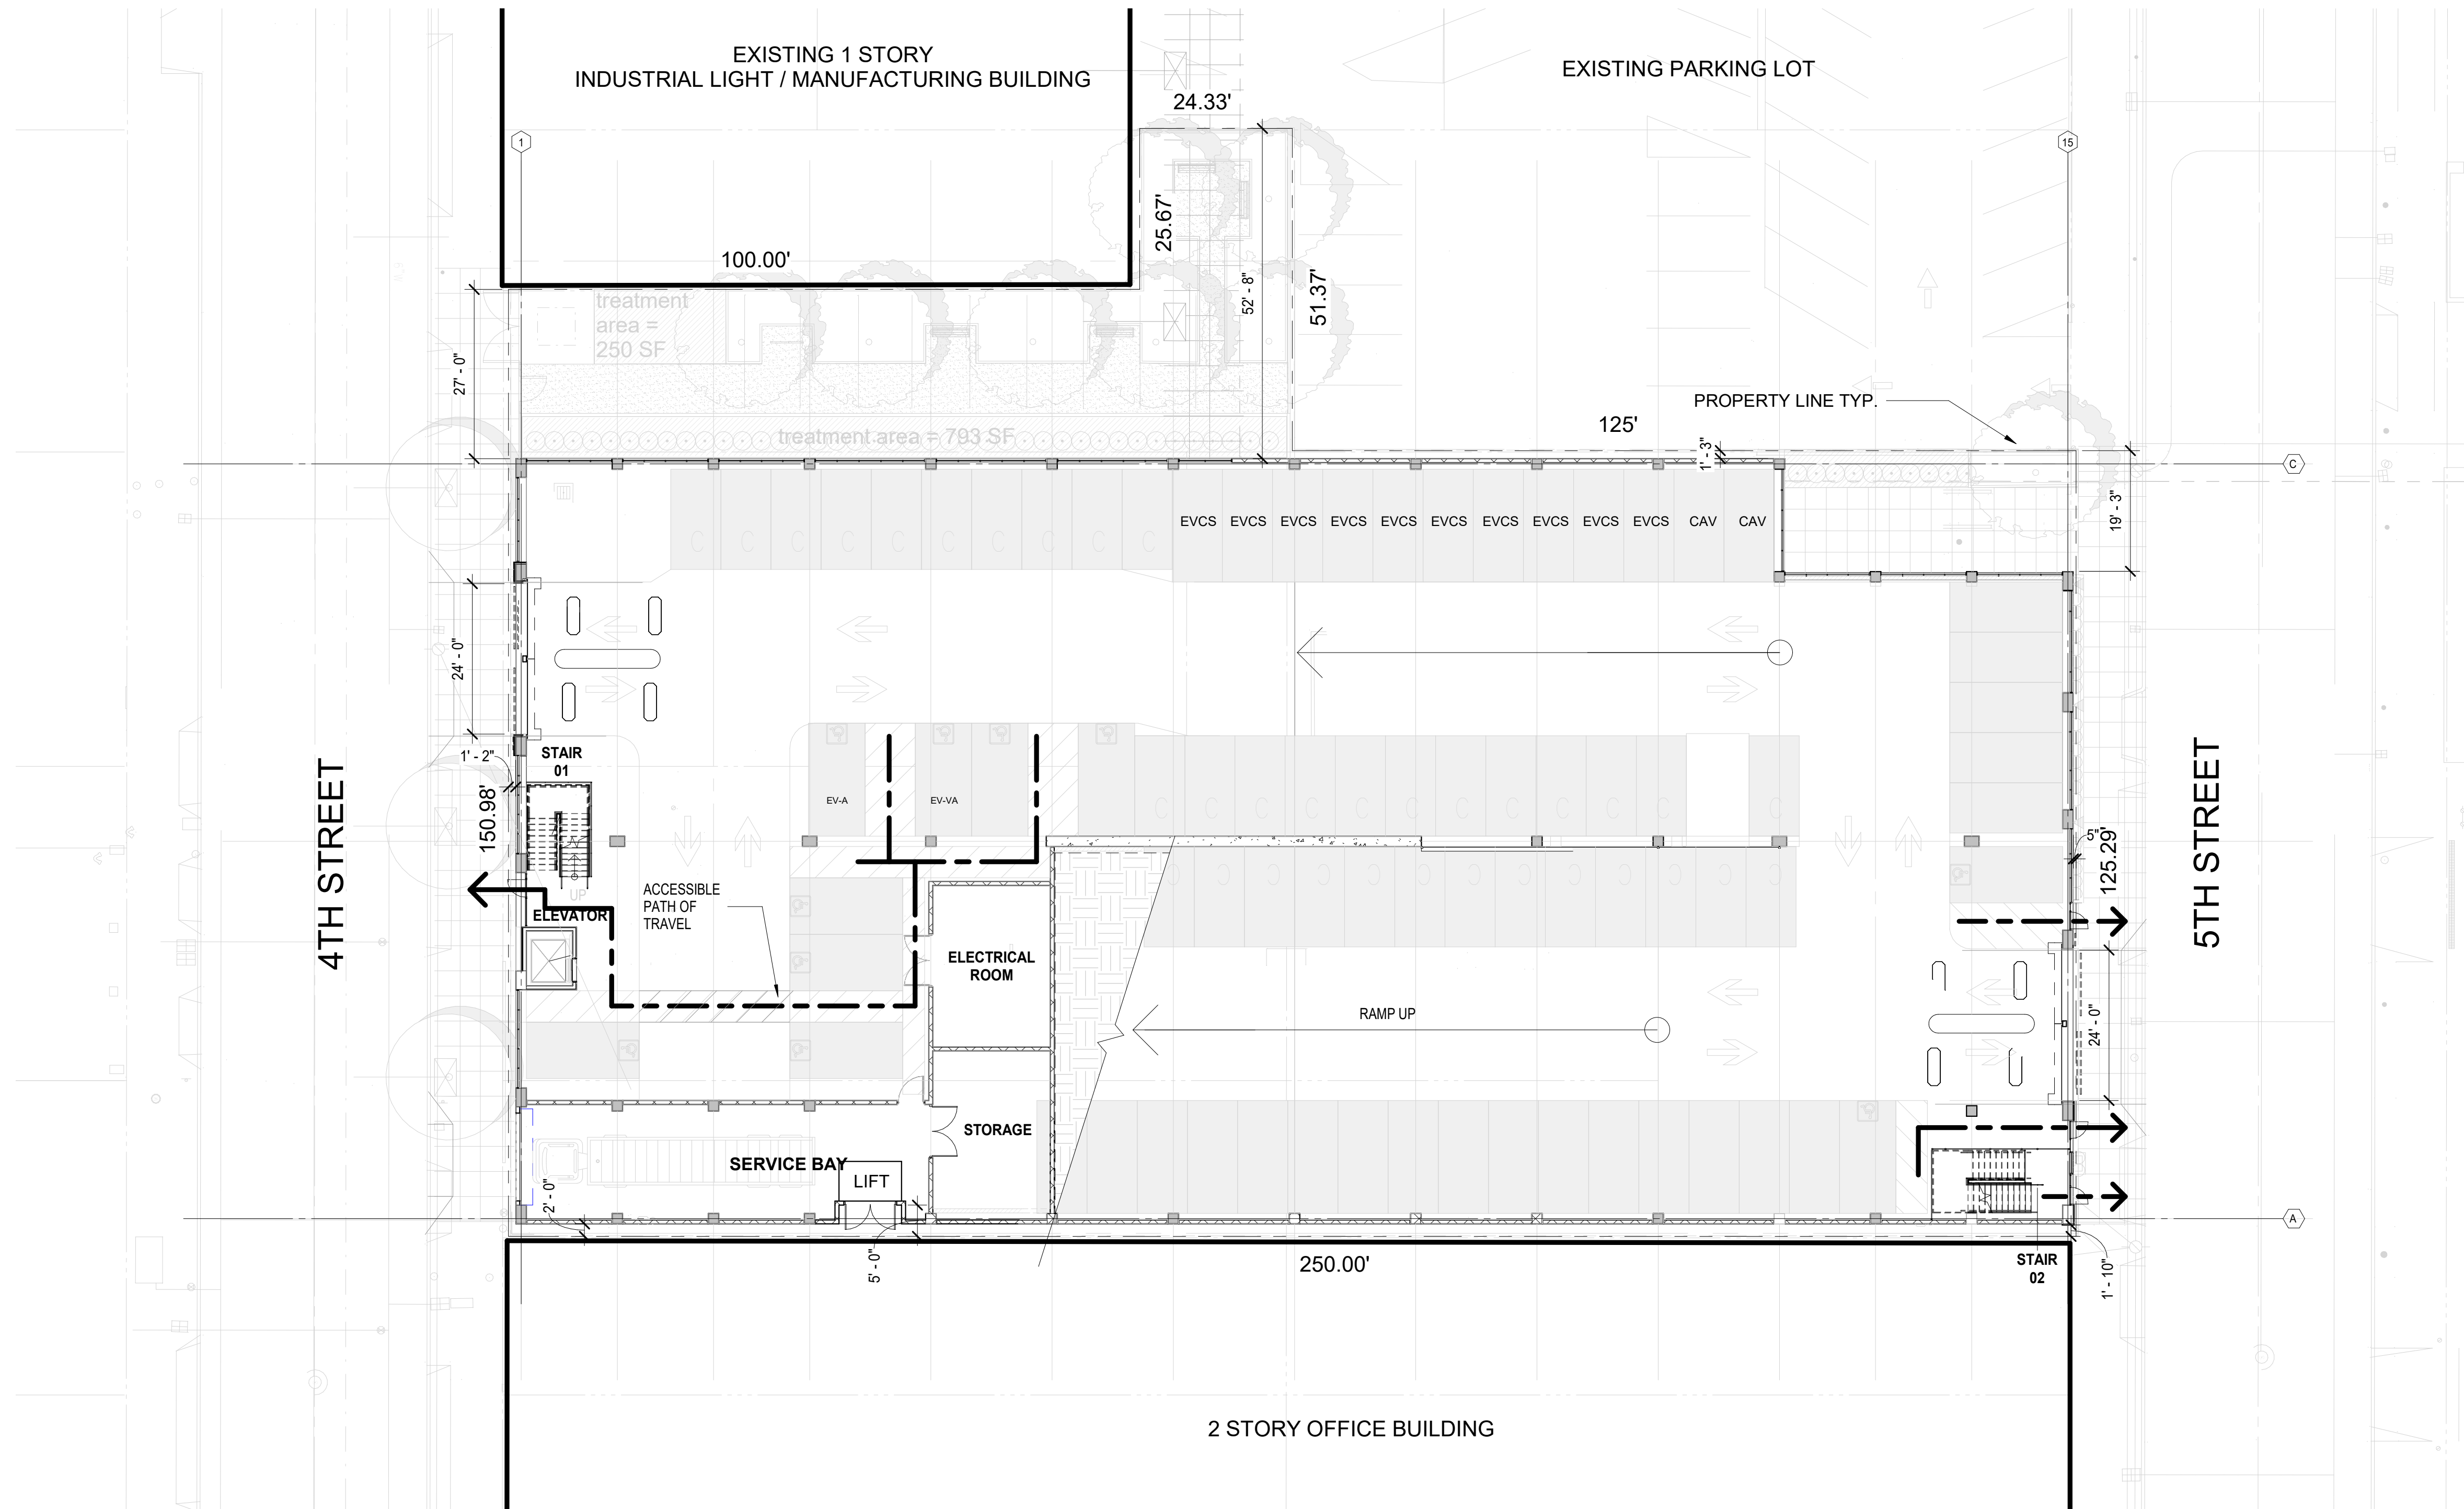 EXISTING 1 STORY
INDUSTRIAL LIGHT / MANUFACTURING BUILDING
EXISTING PARKING LOT
24.33'
1
15
25.67'
100.00'
52' - 8"
51.37'
treatment
area =
250 SF
27' - 0"
PROPERTY LINE TYP.
125'
treatment area = 793 SF
1' - 3"
C
19' - 3"
EVCS EVCS EVCS EVCS EVCS EVCS EVCS EVCS EVCS EVCS CAV CAV
C C C C C C C C C C
24' - 0"
1' - 2"
STAIR
01
150.98'
EV-A
EV-VA
C C C C C C C C C C C C
4TH STREET
5TH STREET
5"
125.29'
C C C C C C C C C C C
UP
ELEVATOR
ACCESSIBLE
PATH OF
TRAVEL
ELECTRICAL
ROOM
RAMP UP
24' - 0"
STORAGE
SERVICE BAY
LIFT
2' - 0"
5' - 0"
A
250.00'
STAIR
02
1' - 10"
2 STORY OFFICE BUILDING